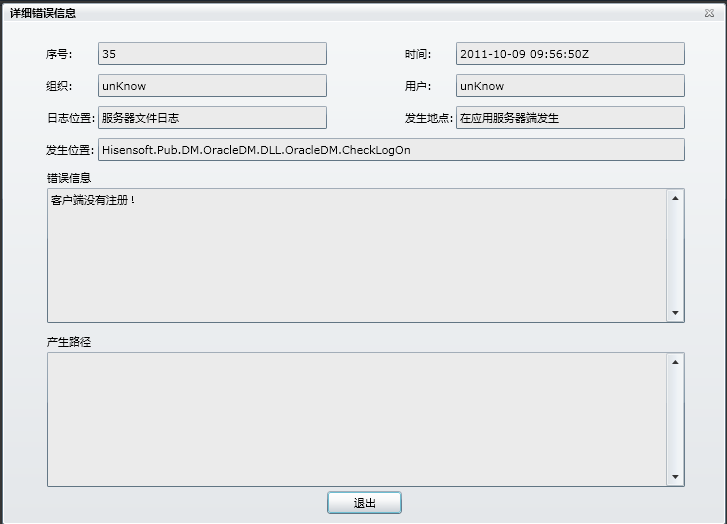 详细错误信息
序号: 35 时间: 2011-10-09 09:56:50Z
组织: unKnow 用户: unKnow
日志位置: 服务器文件日志 发生地点: 在应用服务器端发生
发生位置: Hisensoft.Pub.DM.OracleDM.DLL.OracleDM.CheckLogOn
错误信息
客户端没有注册！
产生路径
退出